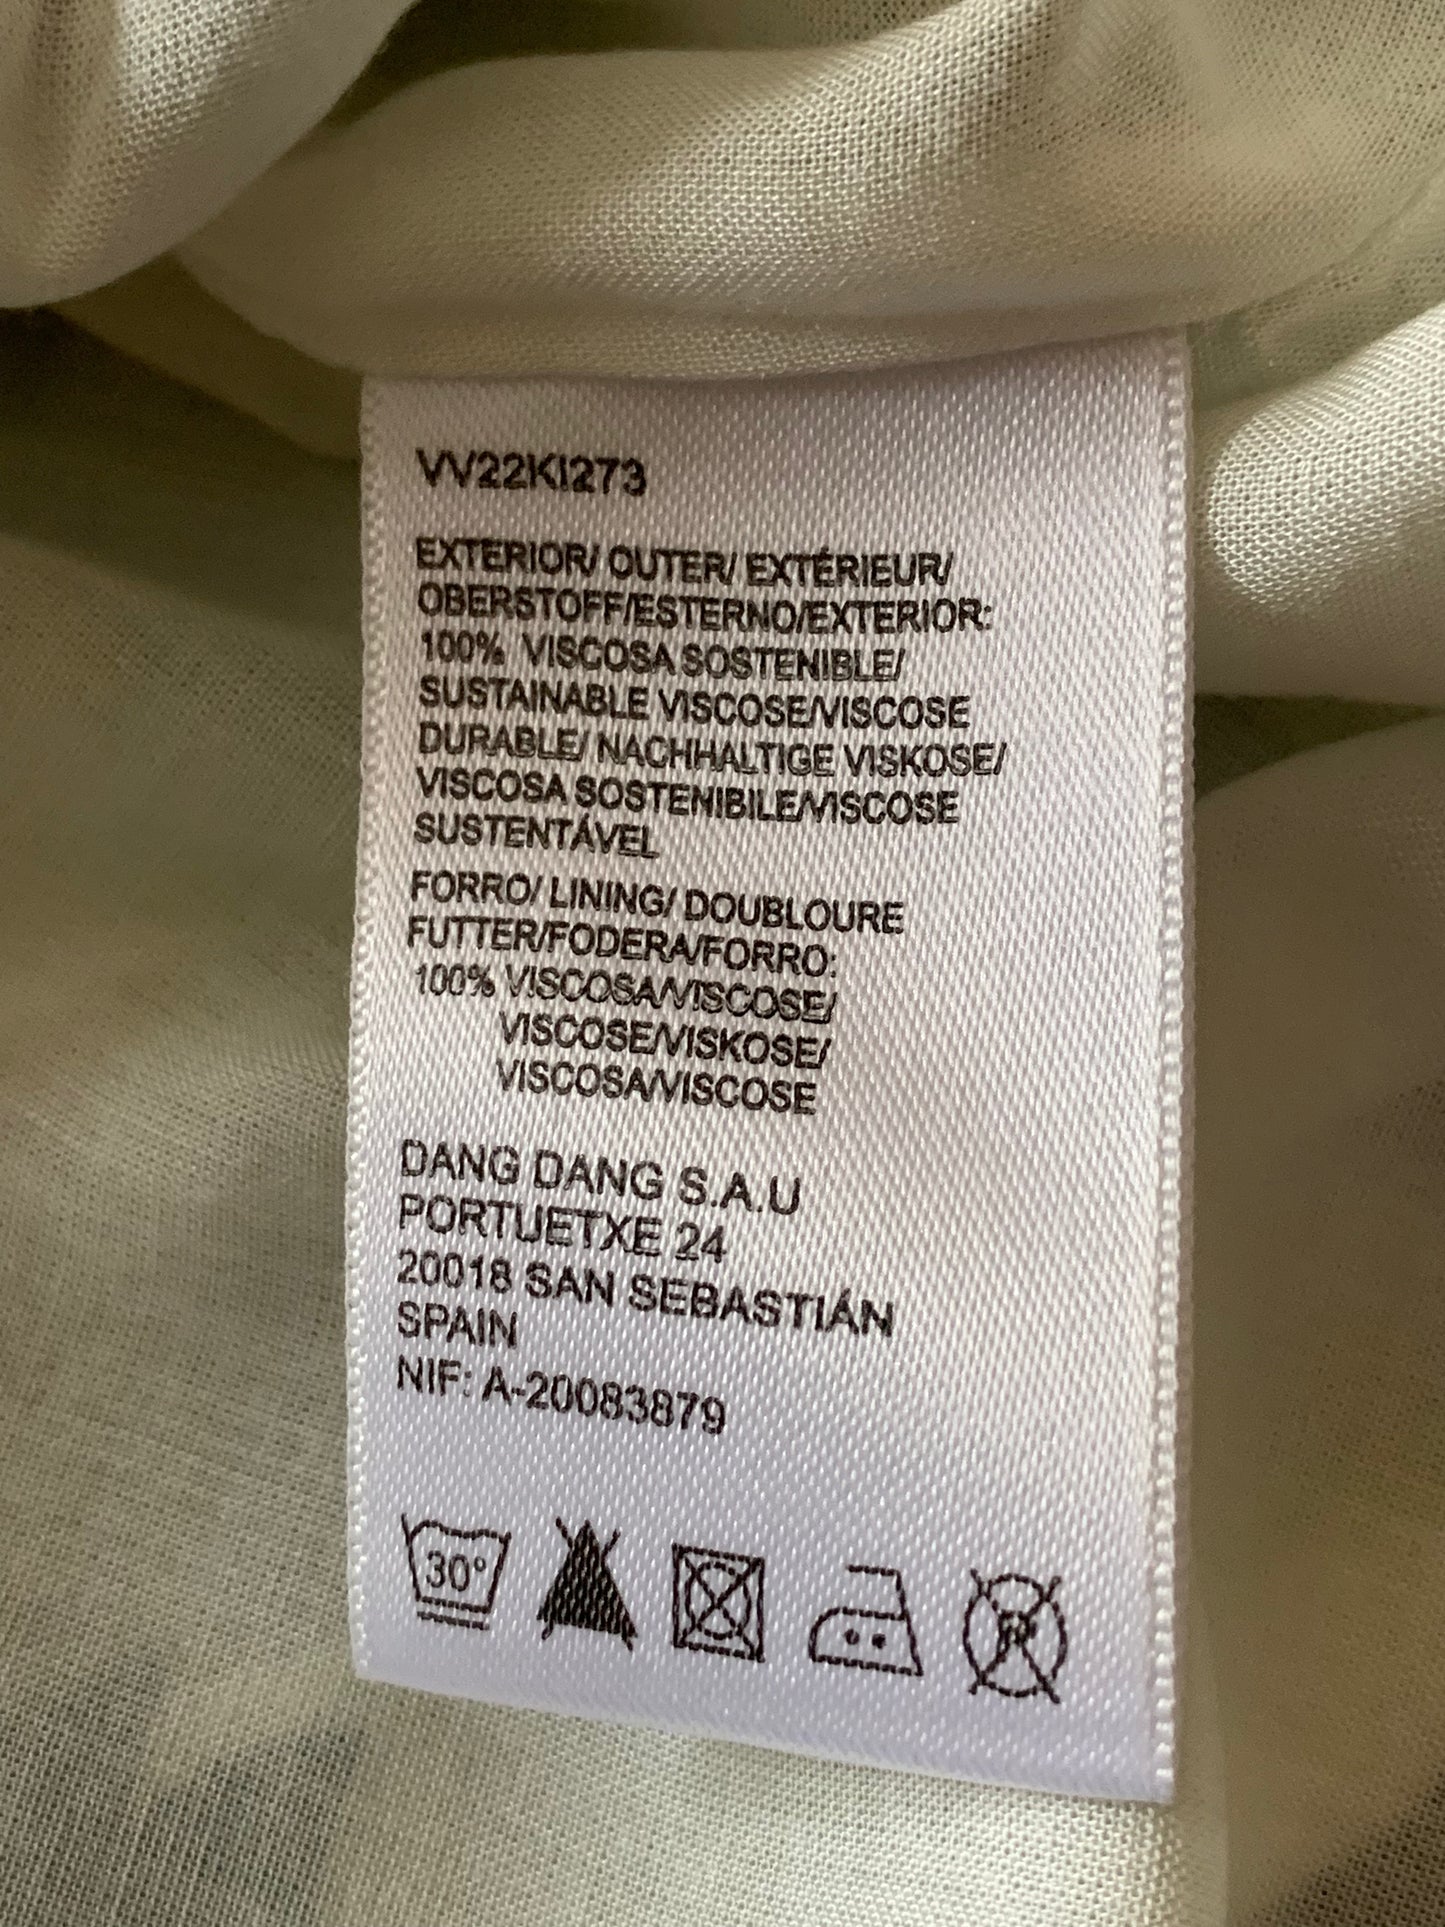 VV22KI273
EXTERIOR/ OUTER/ EXTÉRIEUR/
OBERSTOFF/ESTERNO/EXTERIOR:
100% VISCOSA SOSTENIBLE/
SUSTAINABLE VISCOSE/VISCOSE
DURABLE/ NACHHALTIGE VISKOSE/
VISCOSA SOSTENIBILE/VISCOSE
SUSTENTÁVEL
FORRO/ LINING/ DOUBLOURE
FUTTER/FODERA/FORRO:
100% VISCOSA/VISCOSE/
VISCOSE/VISKOSE/
VISCOSA/VISCOSE
DANG DANG S.A.U
PORTUETXE 24
20018 SAN SEBASTIÁN
SPAIN
NIF: A-20083879
30°
P